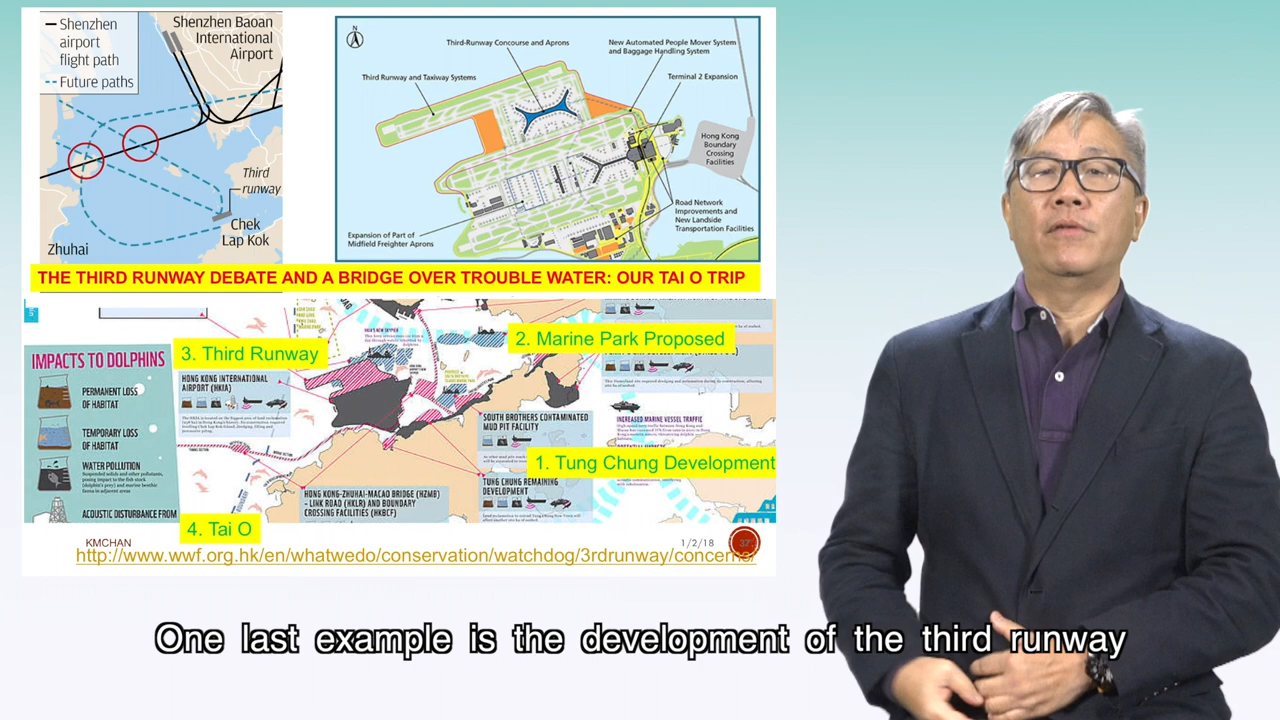 Shenzhen
airport
flight path
Future paths
Shenzhen Baoan
International
Airport
Third
runway
Chek
Lap Kok
Zhuhai
N
Third-Runway Concourse and Aprons
New Automated People Mover System
and Baggage Handling System
Third Runway and Taxiway Systems
Terminal 2 Expansion
Hong Kong
Boundary
Crossing
Facilities
Road Network
Improvements and
New Landside
Transportation Facilities
Expansion of Part of
Midfield Freighter Aprons
THE THIRD RUNWAY DEBATE AND A BRIDGE OVER TROUBLE WATER: OUR TAI O TRIP
2. Marine Park Proposed
3. Third Runway
IMPACTS TO DOLPHINS
PERMANENT LOSS
OF HABITAT
TEMPORARY LOSS
OF HABITAT
WATER POLLUTION
ACOUSTIC DISTURBANCE FROM
HONG KONG INTERNATIONAL
AIRPORT (HKIA)
SOUTH BROTHERS CONTAMINATED
MUD PIT FACILITY
INCREASED MARINE VESSEL TRAFFIC
1. Tung Chung Development
TUNG CHUNG REMAINING
DEVELOPMENT
HONG KONG-ZHUHAI-MACAO BRIDGE (HZMB)
- LINK ROAD (HKLR) AND BOUNDARY
CROSSING FACILITIES (HKBCF)
4. Tai O
KMCHAN
1/2/18
http://www.wwf.org.hk/en/whatwedo/conservation/watchdog/3rdrunway/concerns/
One last example is the development of the third runway